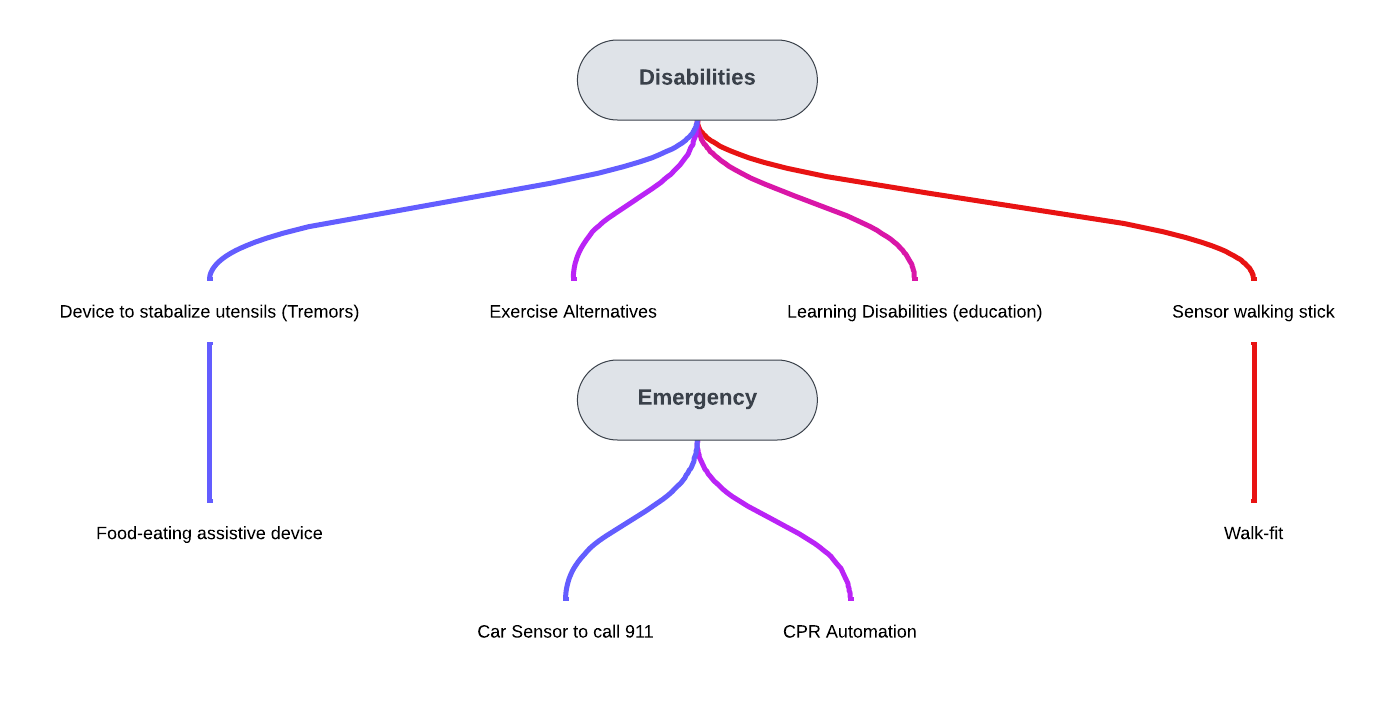 Disabilities
Device to stabalize utensils (Tremors)
Exercise Alternatives
Learning Disabilities (education)
Sensor walking stick
Emergency
Food-eating assistive device
Walk-fit
Car Sensor to call 911
CPR Automation